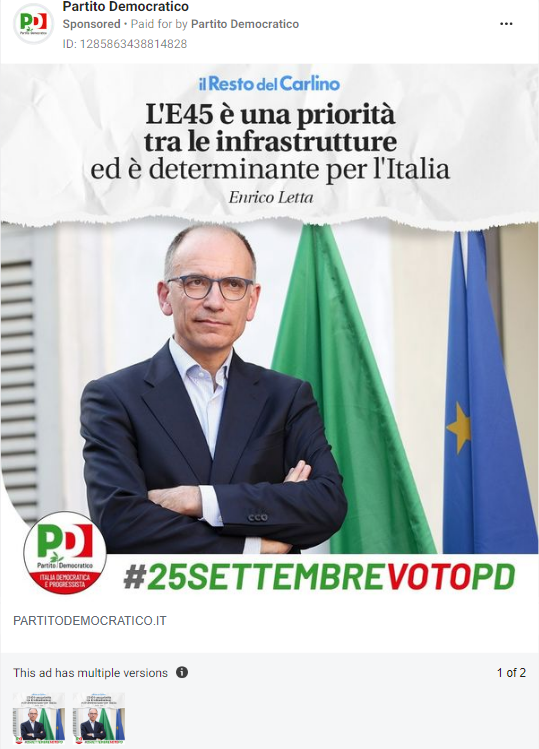 Partito Democratico
Sponsored • Paid for by Partito Democratico
ID: 1285863438814828
il Resto del Carlino
L'E45 è una priorità
tra le infrastrutture
ed è determinante per l'Italia
Enrico Letta
PD
Partito Democratico
ITALIA DEMOCRATICA
E PROGRESSISTA
#25SETTEMBREVOTOPD
PARTITODEMOCRATICO.IT
This ad has multiple versions
1 of 2